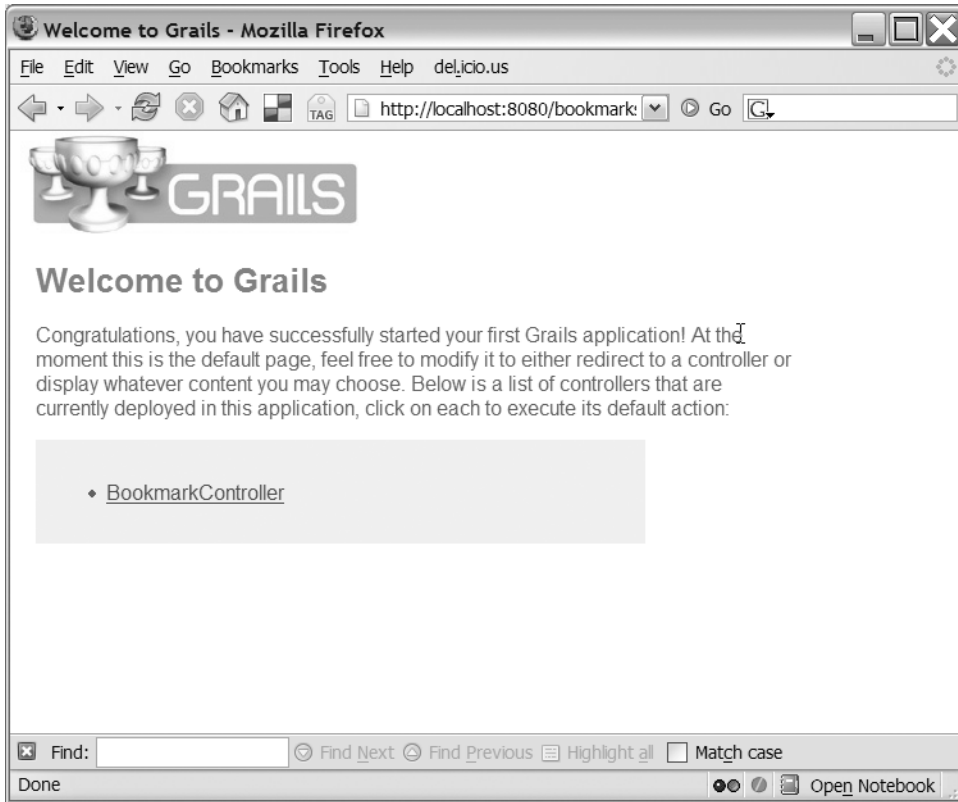 Welcome to Grails - Mozilla Firefox
File Edit View Go Bookmarks Tools Help del.icio.us
TAG http://localhost:8080/bookmark: Go G
GRAILS
Welcome to Grails
Congratulations, you have successfully started your first Grails application! At the
moment this is the default page, feel free to modify it to either redirect to a controller or
display whatever content you may choose. Below is a list of controllers that are
currently deployed in this application, click on each to execute its default action:
• BookmarkController
Find: Find Next Find Previous Highlight all Match case
Done Open Notebook